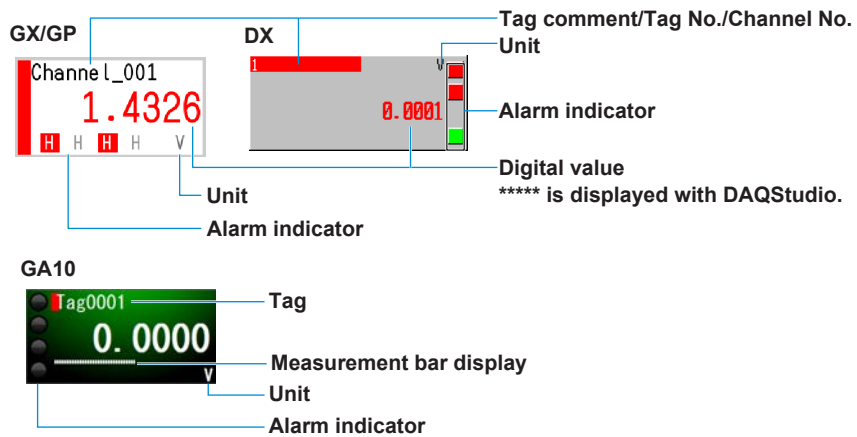 GX/GP
DX
Tag comment/Tag No./Channel No.
Unit
Channel_001
1.4326
H H H H V
1
V
0.0001
Alarm indicator
Digital value
***** is displayed with DAQStudio.
Unit
Alarm indicator
GA10
Tag0001
0.0000
V
Tag
Measurement bar display
Unit
Alarm indicator